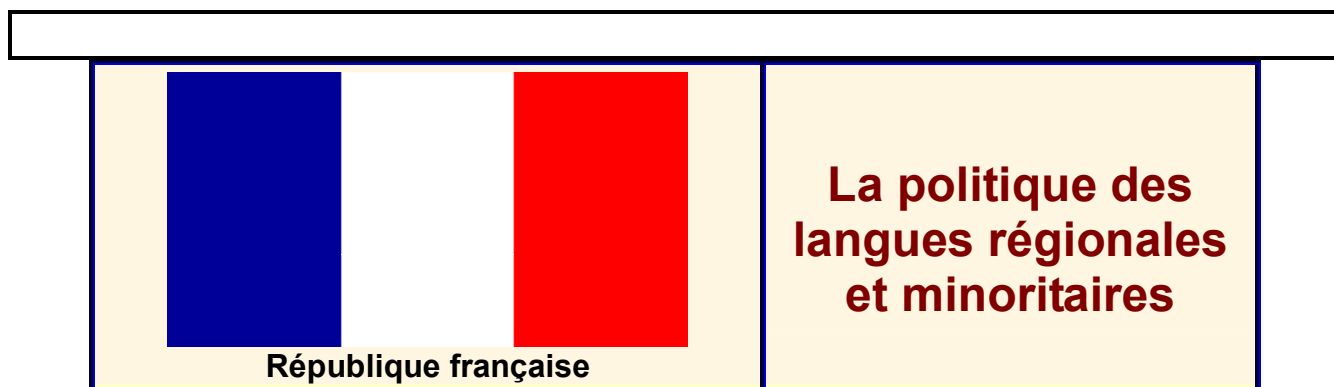 République française
La politique des
langues régionales
et minoritaires